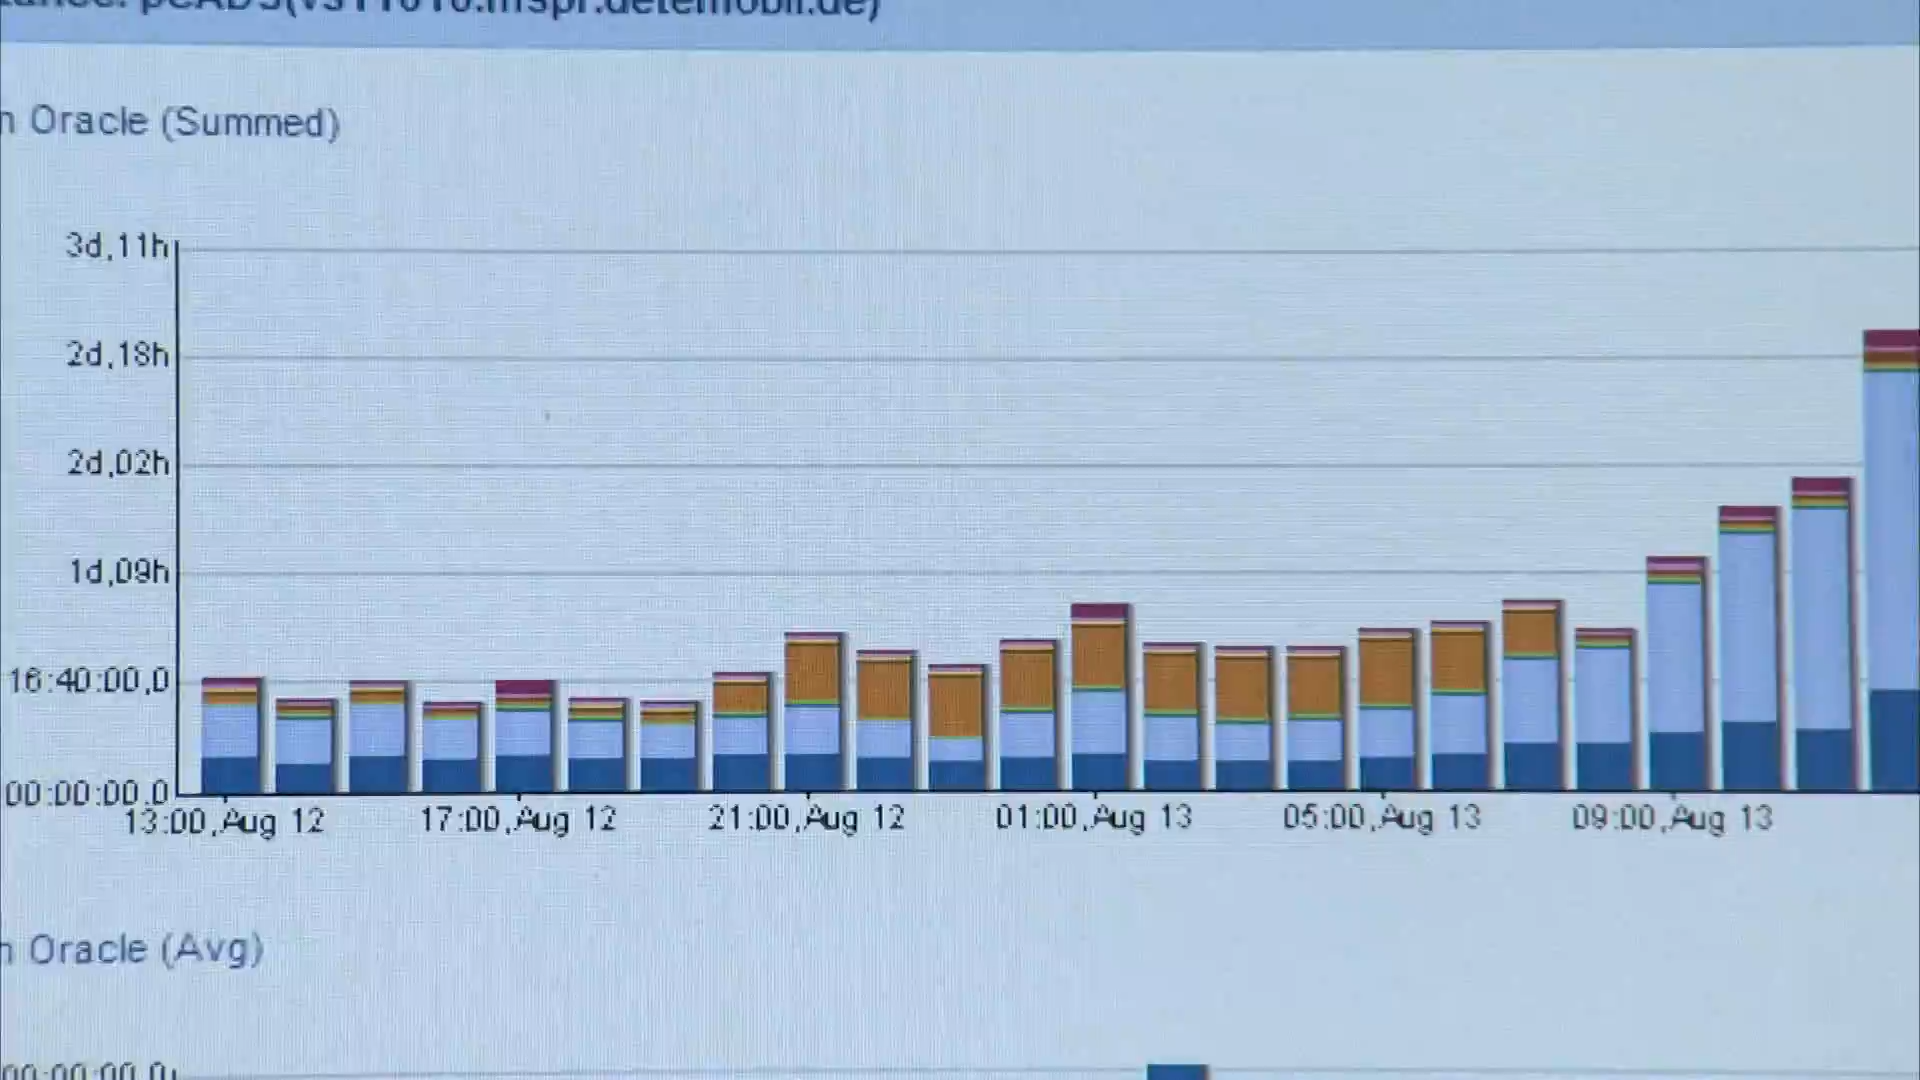 n Oracle (Summed)
3d,11h
2d,18h
2d,02h
1d,09h
16:40:00,0
00:00:00,0
13:00,Aug 12 17:00,Aug 12 21:00,Aug 12 01:00,Aug 13 05:00,Aug 13 09:00,Aug 13
n Oracle (Avg)